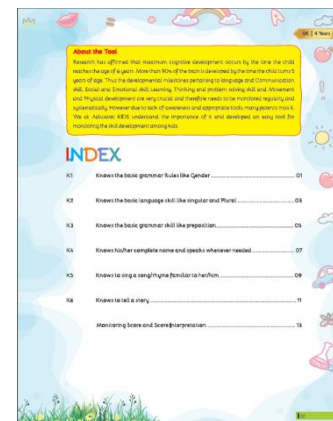 5K | 4 Years
About the Tool
Research has affirmed that maximum cognitive development occurs by the time the child
reaches the age of 6 years. More than 90% of the brain is developed by the time the child turns 5
years of age. Thus the developmental milestones pertaining to language and Communication
skill, Social and Emotional skill, Learning, Thinking and problem solving skill and, Movement
and Physical development are very crucial and therefore needs to be monitored regularly and
systematically. However due to lack of awareness and appropriate tools, many parents miss it.
We at KIDS understand the importance of it and developed an easy tool for
monitoring the skill development among kids.
INDEX
K1 Knows the basic grammar Rules like Gender 01
K2 Knows the basic language skill like singular and Plural 03
K3 Knows the basic grammar skill like preposition 05
K4 Knows his/her complete name and speaks whenever needed 07
K5 Knows to sing a song/rhyme familiar to her/him 09
K6 Knows to tell a story 11
Monitoring Score and Score Interpretation 13